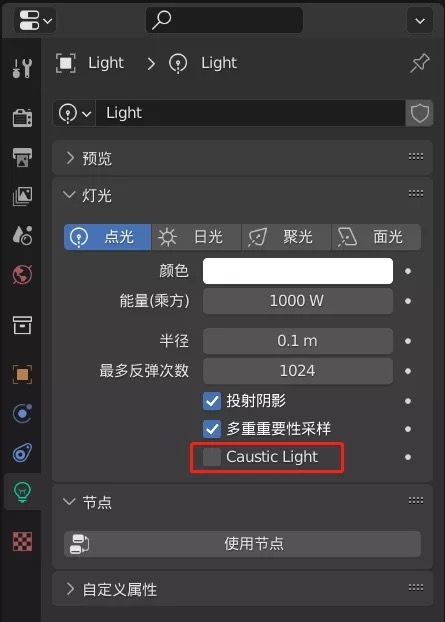 Light Light
Light
预览
灯光
点光 日光 聚光 面光
颜色
能量(乘方) 1000 W
半径 0.1 m
最多反弹次数 1024
投射阴影
多重重要性采样
Caustic Light
节点
使用节点
自定义属性